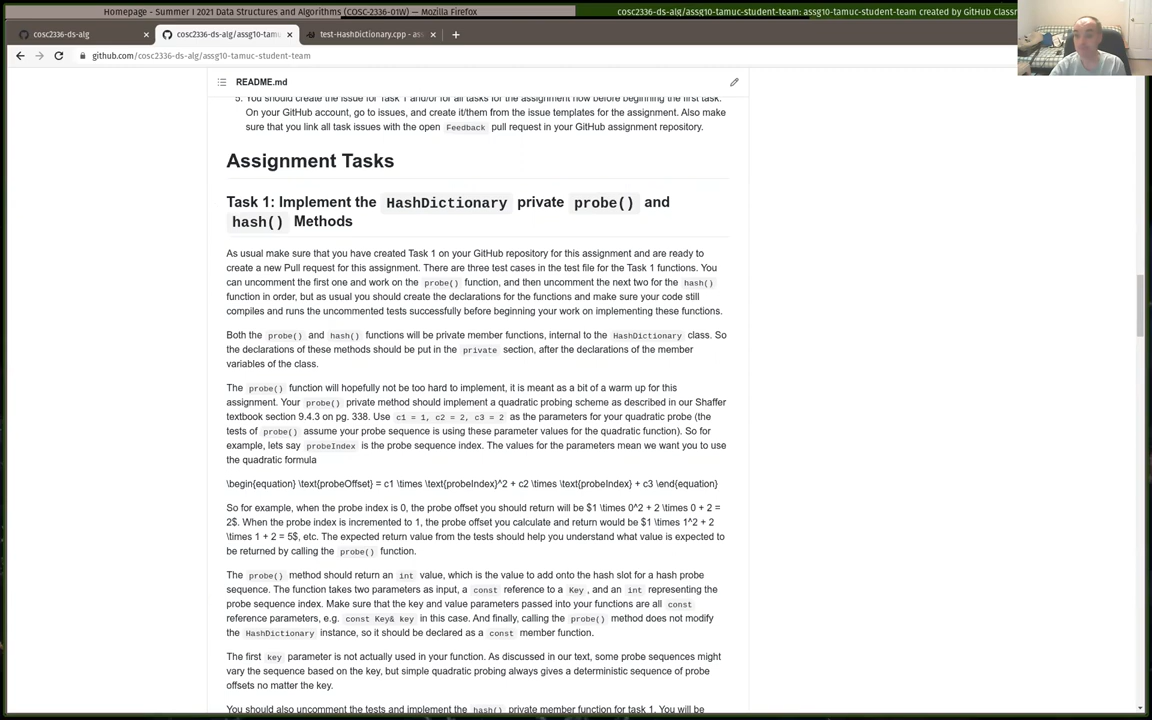 Homepage - Summer I 2021 Data Structures and Algorithms (COSC-2336-01W) — Mozilla Firefox
cosc2336-ds-alg/assg10-tamuc-student-team: assg10-tamuc-student-team created by GitHub Classr
cosc2336-ds-alg
cosc2336-ds-alg/assg10-tamu
test-HashDictionary.cpp - ass
github.com/cosc2336-ds-alg/assg10-tamuc-student-team
README.md
5. You should create the issue for Task 1 and/or for all tasks for the assignment now before beginning the first task.
On your GitHub account, go to issues, and create it/them from the issue templates for the assignment. Also make
sure that you link all task issues with the open Feedback pull request in your GitHub assignment repository.
Assignment Tasks
Task 1: Implement the HashDictionary private probe() and
hash() Methods
As usual make sure that you have created Task 1 on your GitHub repository for this assignment and are ready to
create a new Pull request for this assignment. There are three test cases in the test file for the Task 1 functions. You
can uncomment the first one and work on the probe() function, and then uncomment the next two for the hash()
function in order, but as usual you should create the declarations for the functions and make sure your code still
compiles and runs the uncommented tests successfully before beginning your work on implementing these functions.
Both the probe() and hash() functions will be private member functions, internal to the HashDictionary class. So
the declarations of these methods should be put in the private section, after the declarations of the member
variables of the class.
The probe() function will hopefully not be too hard to implement, it is meant as a bit of a warm up for this
assignment. Your probe() private method should implement a quadratic probing scheme as described in our Shaffer
textbook section 9.4.3 on pg. 338. Use c1 = 1, c2 = 2, c3 = 2 as the parameters for your quadratic probe (the
tests of probe() assume your probe sequence is using these parameter values for the quadratic function). So for
example, lets say probeIndex is the probe sequence index. The values for the parameters mean we want you to use
the quadratic formula
\begin{equation} \text{probeOffset} = c1 \times \text{probeIndex}^2 + c2 \times \text{probeIndex} + c3 \end{equation}
So for example, when the probe index is 0, the probe offset you should return will be $1 \times 0^2 + 2 \times 0 + 2 =
2$. When the probe index is incremented to 1, the probe offset you calculate and return would be $1 \times 1^2 + 2
\times 1 + 2 = 5$, etc. The expected return value from the tests should help you understand what value is expected to
be returned by calling the probe() function.
The probe() method should return an int value, which is the value to add onto the hash slot for a hash probe
sequence. The function takes two parameters as input, a const reference to a Key, and an int representing the
probe sequence index. Make sure that the key and value parameters passed into your functions are all const
reference parameters, e.g. const Key& key in this case. And finally, calling the probe() method does not modify
the HashDictionary instance, so it should be declared as a const member function.
The first key parameter is not actually used in your function. As discussed in our text, some probe sequences might
vary the sequence based on the key, but simple quadratic probing always gives a deterministic sequence of probe
offsets no matter the key.
You should also uncomment the tests and implement the hash() private member function for task 1. You will be